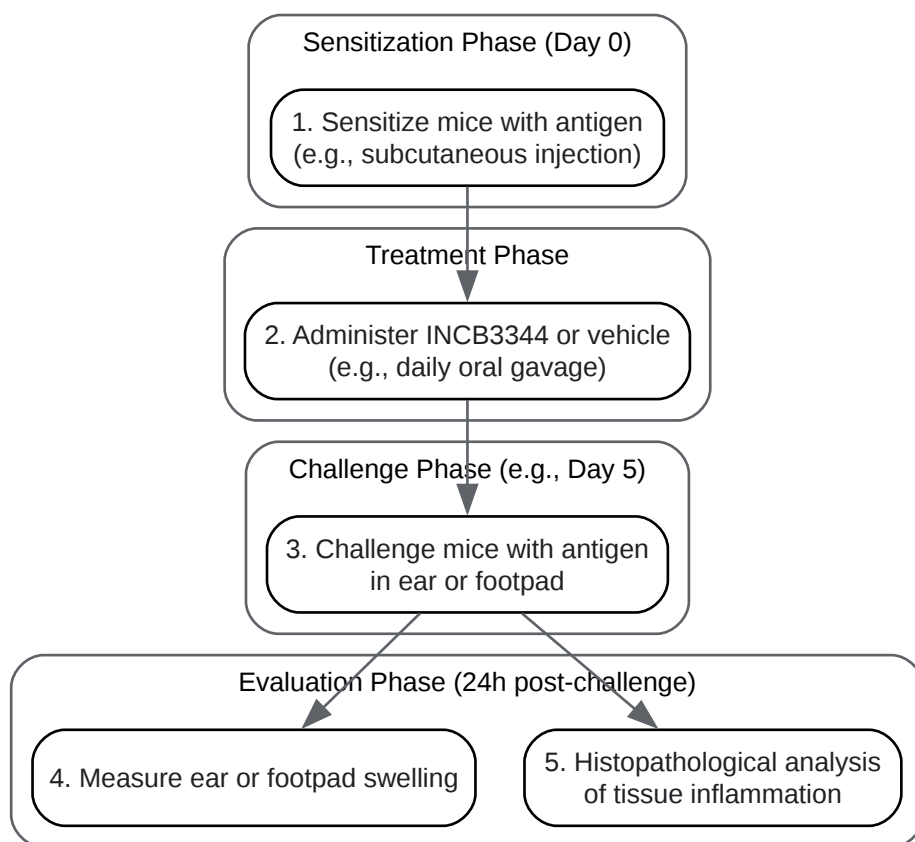 Sensitization Phase (Day 0)
1. Sensitize mice with antigen
(e.g., subcutaneous injection)
Treatment Phase
2. Administer INCB3344 or vehicle
(e.g., daily oral gavage)
Challenge Phase (e.g., Day 5)
3. Challenge mice with antigen
in ear or footpad
Evaluation Phase (24h post-challenge)
4. Measure ear or footpad swelling
5. Histopathological analysis
of tissue inflammation